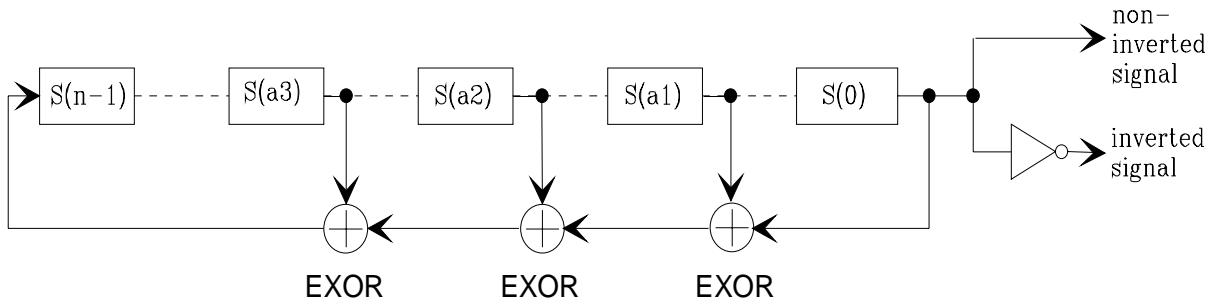 non-
inverted
signal
S(n-1)
S(a3)
S(a2)
S(a1)
S(0)
inverted
signal
EXOR
EXOR
EXOR